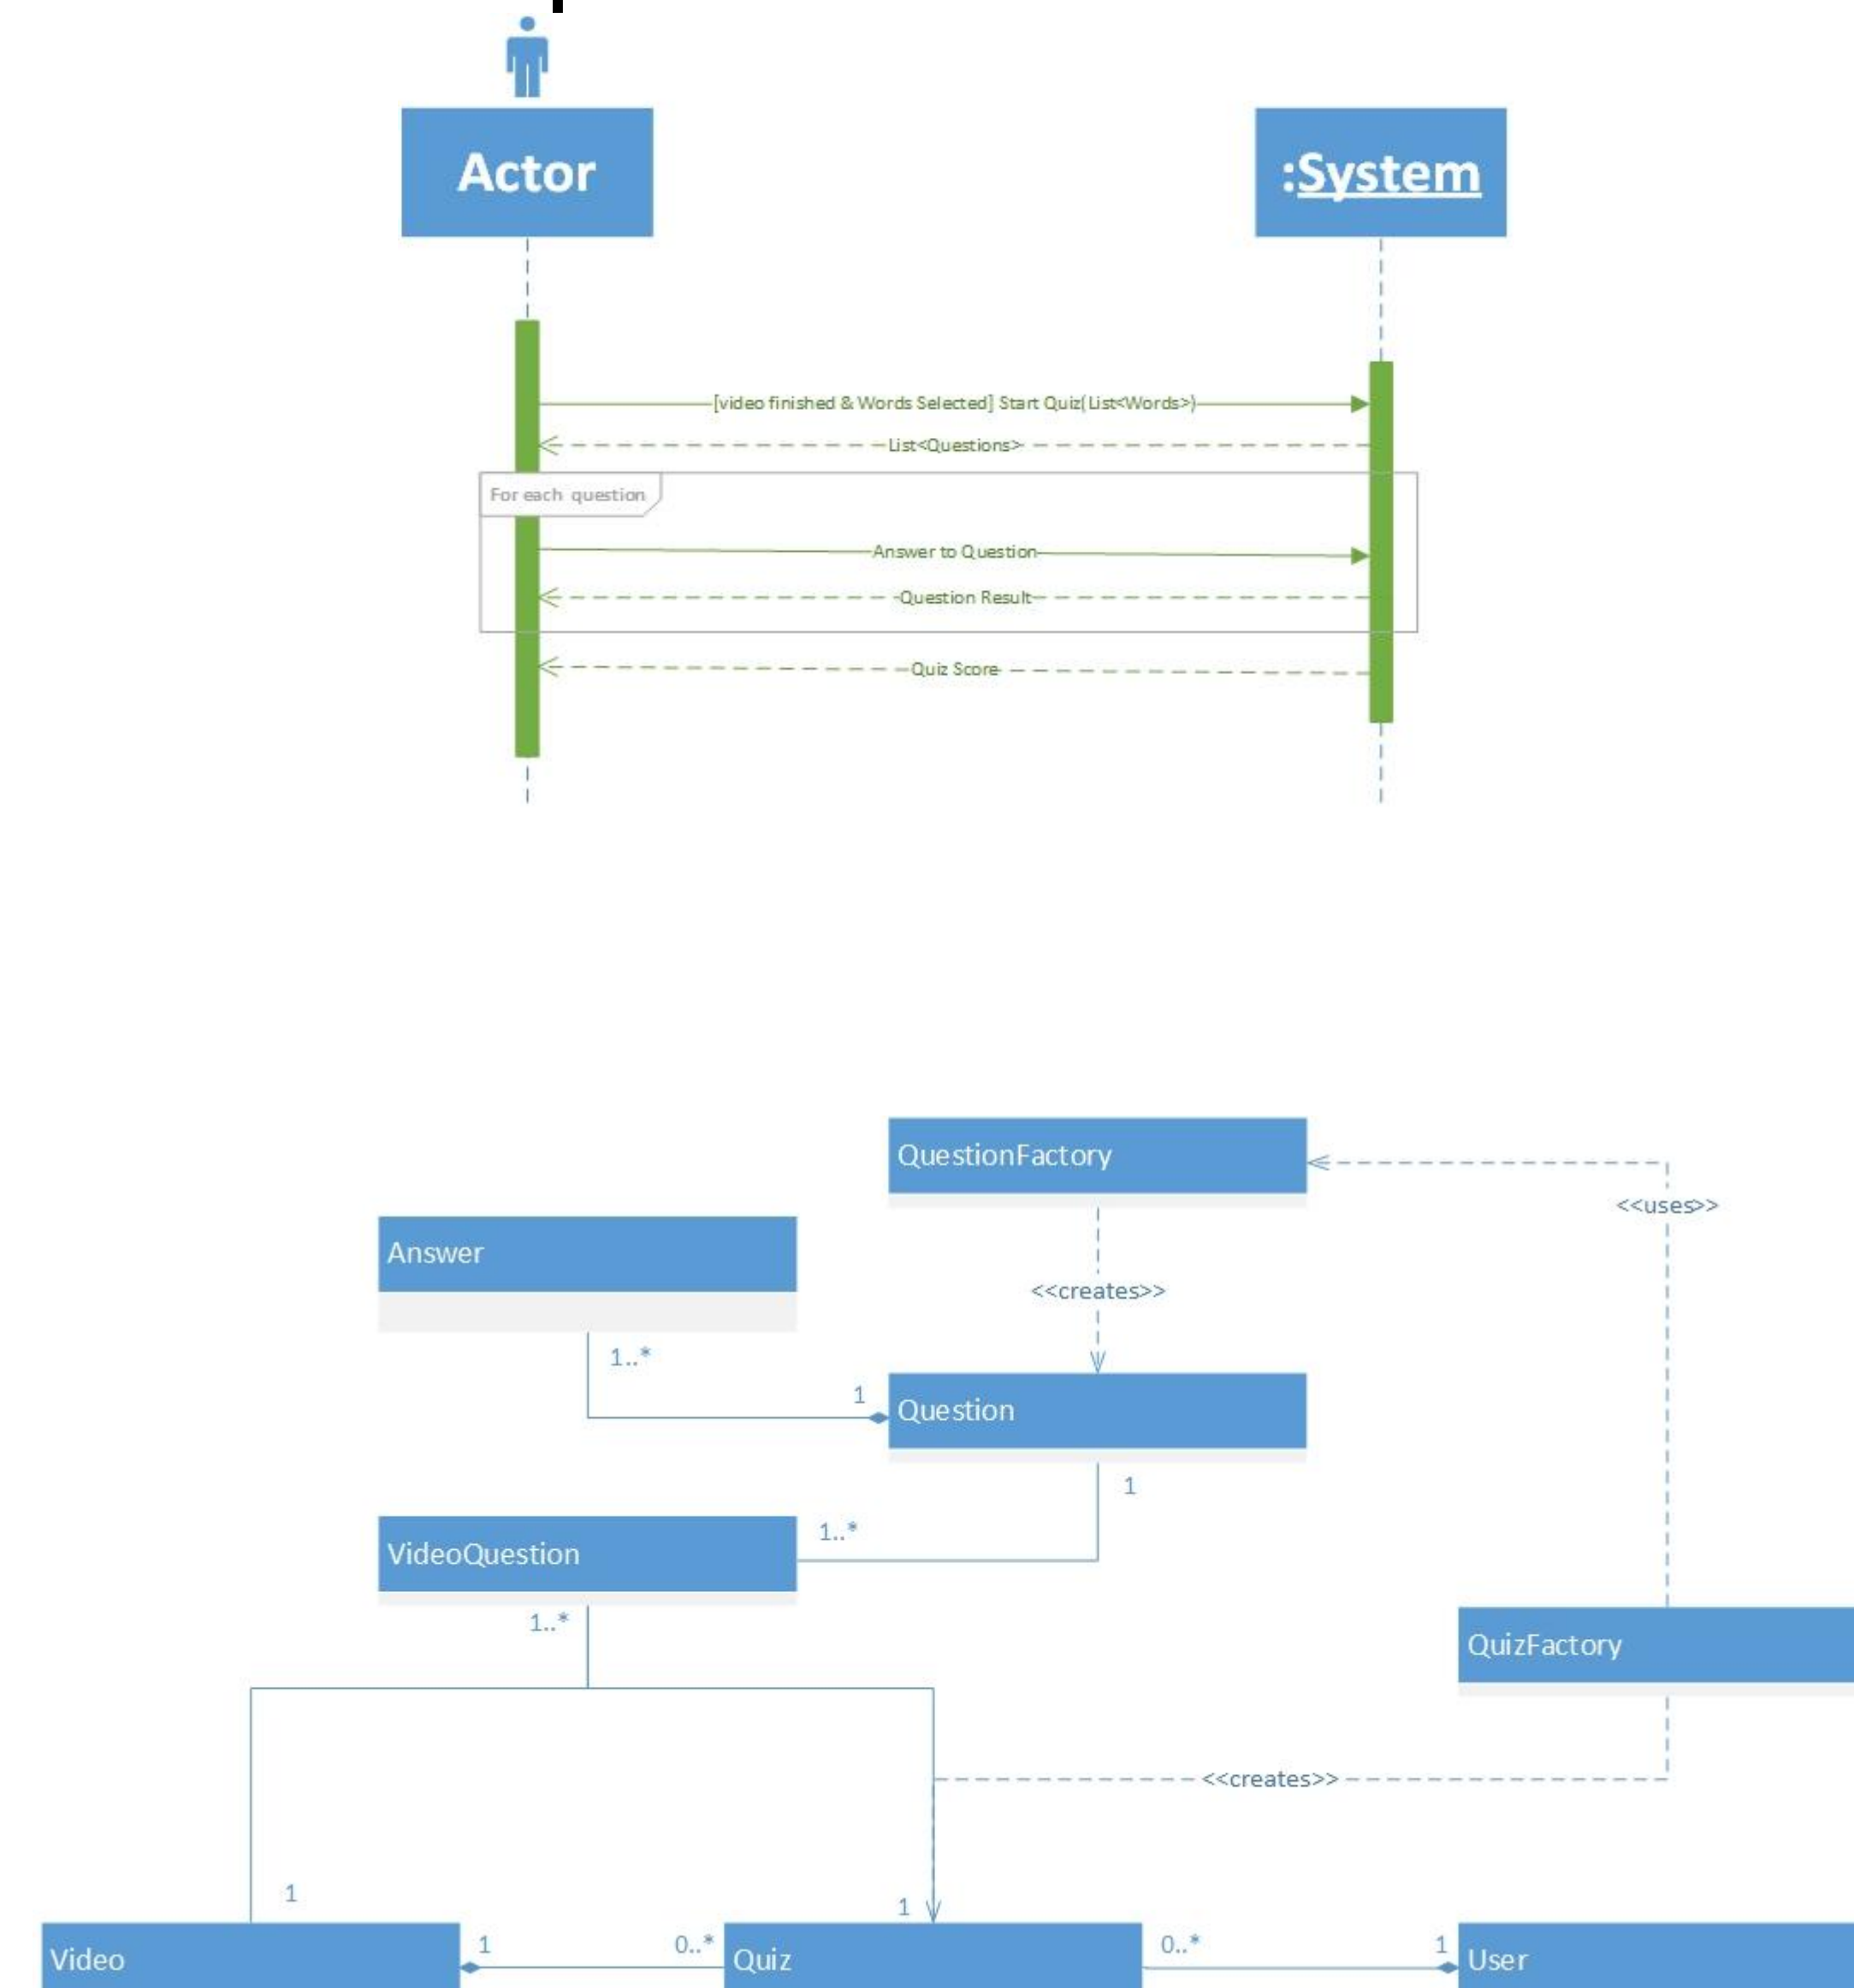 Actor
:System
[video finished & Words Selected] Start Quiz(List<Words>)
List<Questions>
For each question
Answer to Question
Question Result
Quiz Score
QuestionFactory
<<uses>>
Answer
<<creates>>
1..*
1
Question
1
1..*
VideoQuestion
1..*
QuizFactory
<<creates>>
1
1
Video
1
0..*
Quiz
0..*
1
User